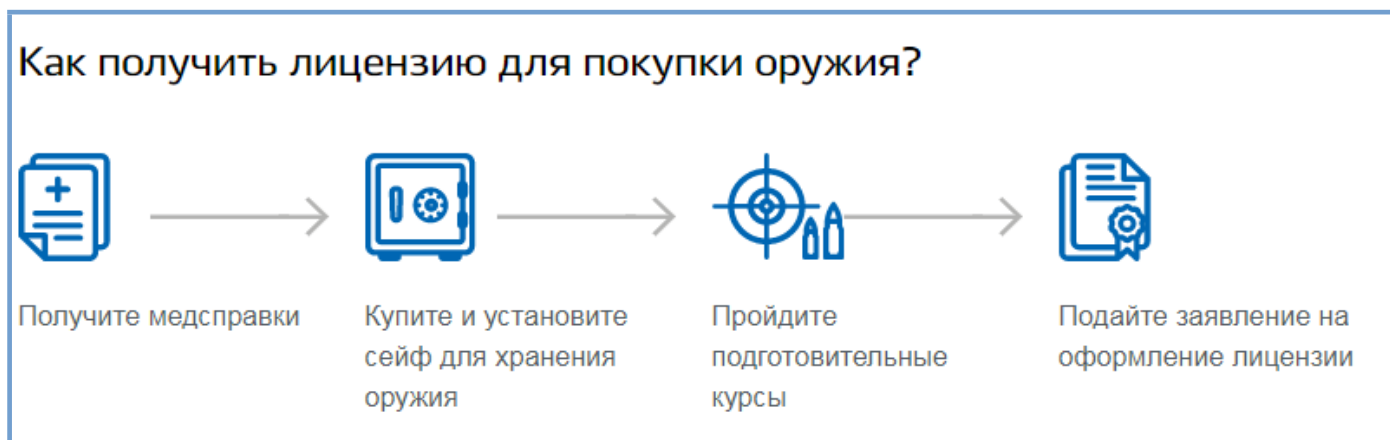 Как получить лицензию для покупки оружия?
Получите медсправки
Купите и установите
сейф для хранения
оружия
Пройдите
подготовительные
курсы
Подайте заявление на
оформление лицензии